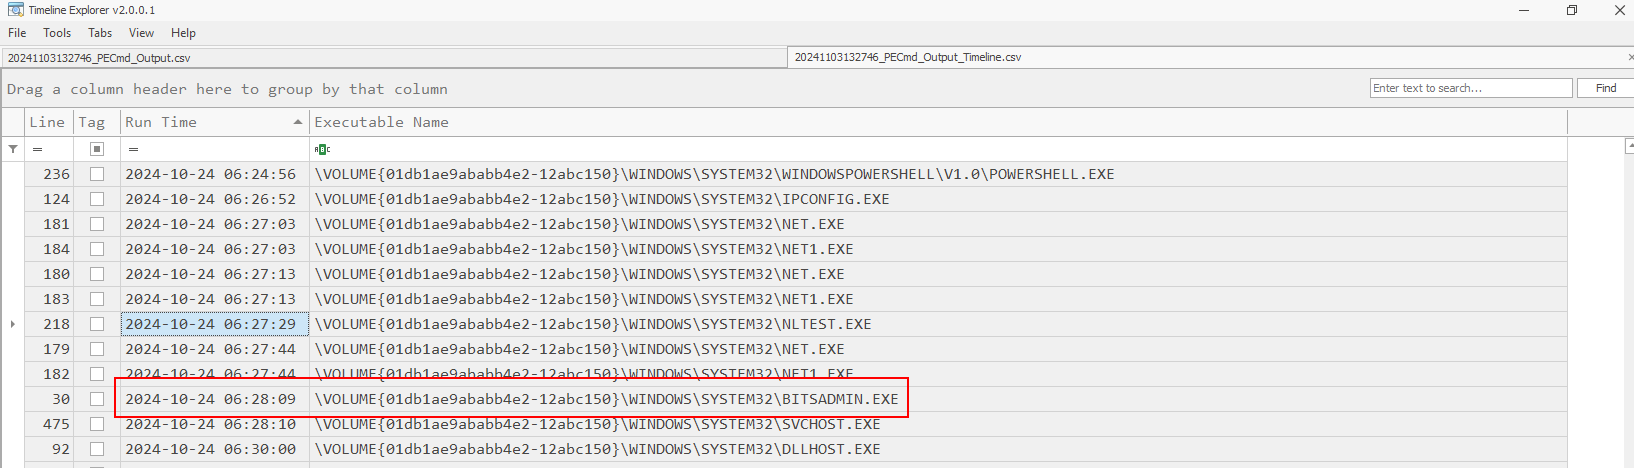 Timeline Explorer v2.0.0.1
File Tools Tabs View Help
20241103132746_PECmd_Output.csv 20241103132746_PECmd_Output_Timeline.csv
Drag a column header here to group by that column Enter text to search... Find
Line Tag Run Time Executable Name
= = ABC
236 2024-10-24 06:24:56 \VOLUME{01db1ae9ababb4e2-12abc150}\WINDOWS\SYSTEM32\WINDOWSPOWERSHELL\V1.0\POWERSHELL.EXE
124 2024-10-24 06:26:52 \VOLUME{01db1ae9ababb4e2-12abc150}\WINDOWS\SYSTEM32\IPCONFIG.EXE
181 2024-10-24 06:27:03 \VOLUME{01db1ae9ababb4e2-12abc150}\WINDOWS\SYSTEM32\NET.EXE
184 2024-10-24 06:27:03 \VOLUME{01db1ae9ababb4e2-12abc150}\WINDOWS\SYSTEM32\NET1.EXE
180 2024-10-24 06:27:13 \VOLUME{01db1ae9ababb4e2-12abc150}\WINDOWS\SYSTEM32\NET.EXE
183 2024-10-24 06:27:13 \VOLUME{01db1ae9ababb4e2-12abc150}\WINDOWS\SYSTEM32\NET1.EXE
218 2024-10-24 06:27:29 \VOLUME{01db1ae9ababb4e2-12abc150}\WINDOWS\SYSTEM32\NLTEST.EXE
179 2024-10-24 06:27:44 \VOLUME{01db1ae9ababb4e2-12abc150}\WINDOWS\SYSTEM32\NET.EXE
182 2024-10-24 06:27:44 \VOLUME{01db1ae9ababb4e2-12abc150}\WINDOWS\SYSTEM32\NET1.EXE
30 2024-10-24 06:28:09 \VOLUME{01db1ae9ababb4e2-12abc150}\WINDOWS\SYSTEM32\BITSADMIN.EXE
475 2024-10-24 06:28:10 \VOLUME{01db1ae9ababb4e2-12abc150}\WINDOWS\SYSTEM32\SVCHOST.EXE
92 2024-10-24 06:30:00 \VOLUME{01db1ae9ababb4e2-12abc150}\WINDOWS\SYSTEM32\DLLHOST.EXE